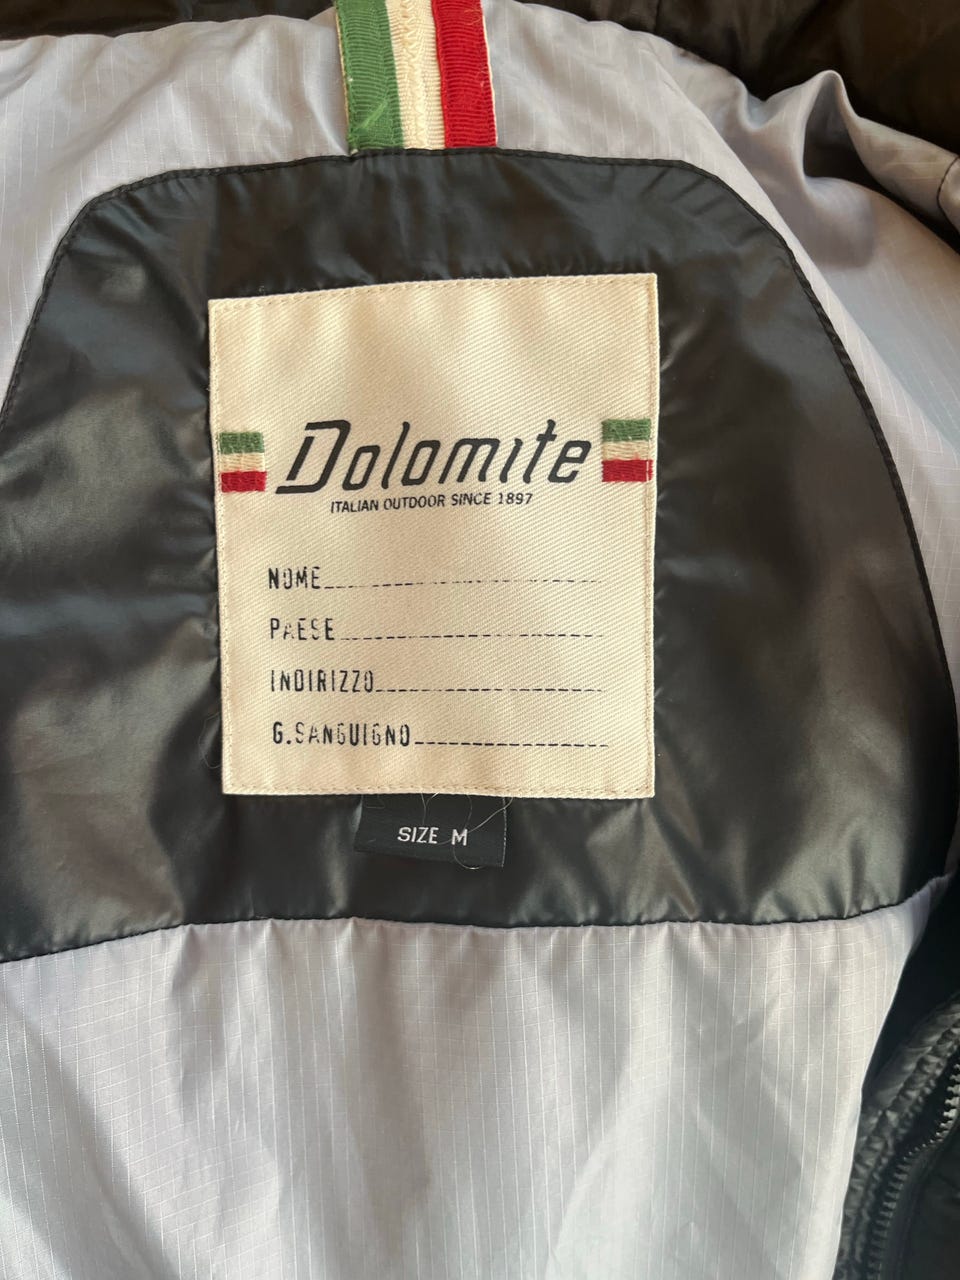 Dolomite
ITALIAN OUTDOOR SINCE 1897
NOME
PAESE
INDIRIZZO
G.SANGUIGNO
SIZE M